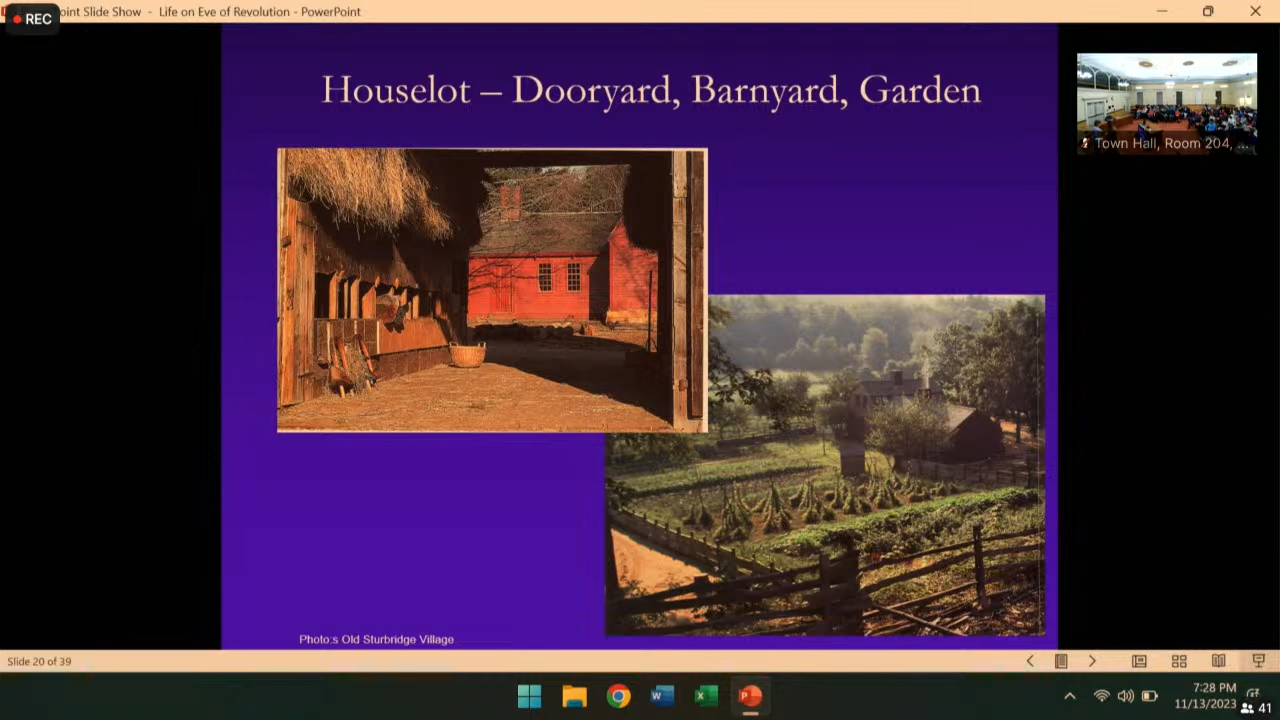 REC
int Slide Show - Life on Eve of Revolution - PowerPoint
Houselot – Dooryard, Barnyard, Garden
Town Hall, Room 204, ...
Photo:s Old Sturbridge Village
Slide 20 of 39
7:28 PM
11/13/2023
41